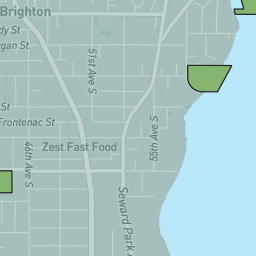 Brighton
dy St
gan St
51st Ave S
St
Frontenac St
Zest Fast Food
55th Ave S
46th Ave S
Seward Park A